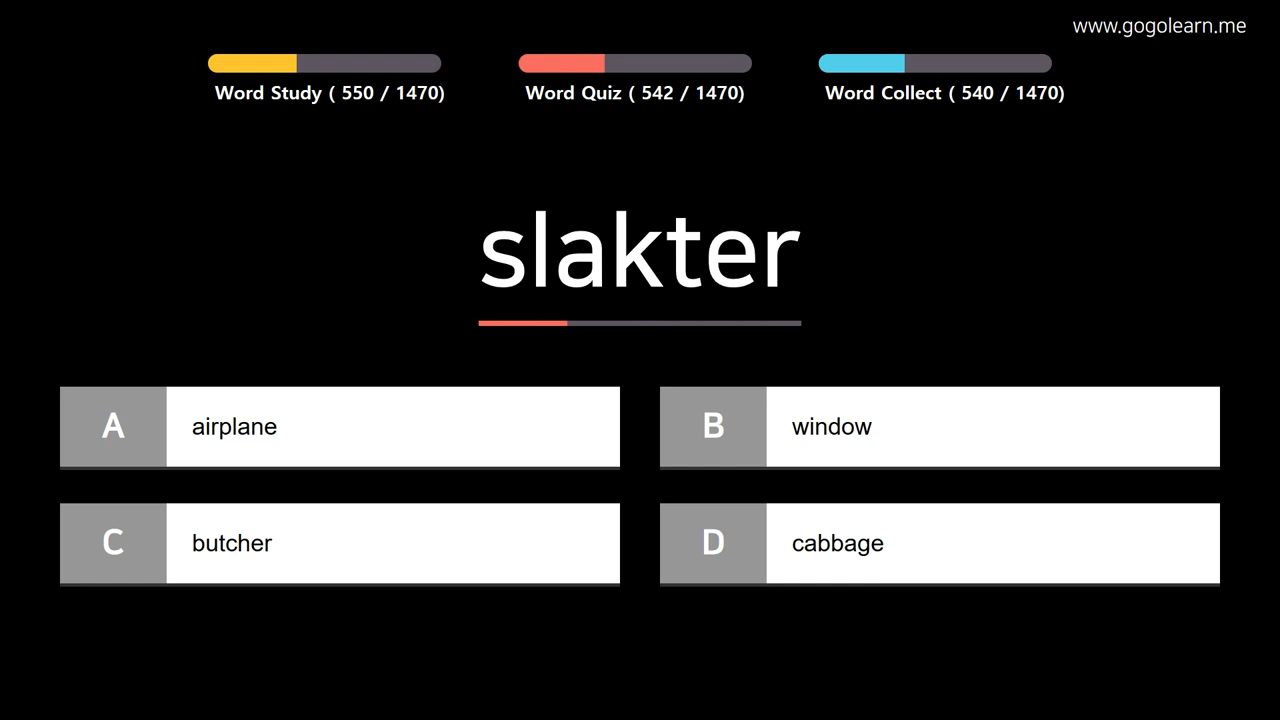 www.gogolearn.me
Word Study ( 550 / 1470)
Word Quiz ( 542 / 1470)
Word Collect ( 540 / 1470)
slakter
A airplane
B window
C butcher
D cabbage